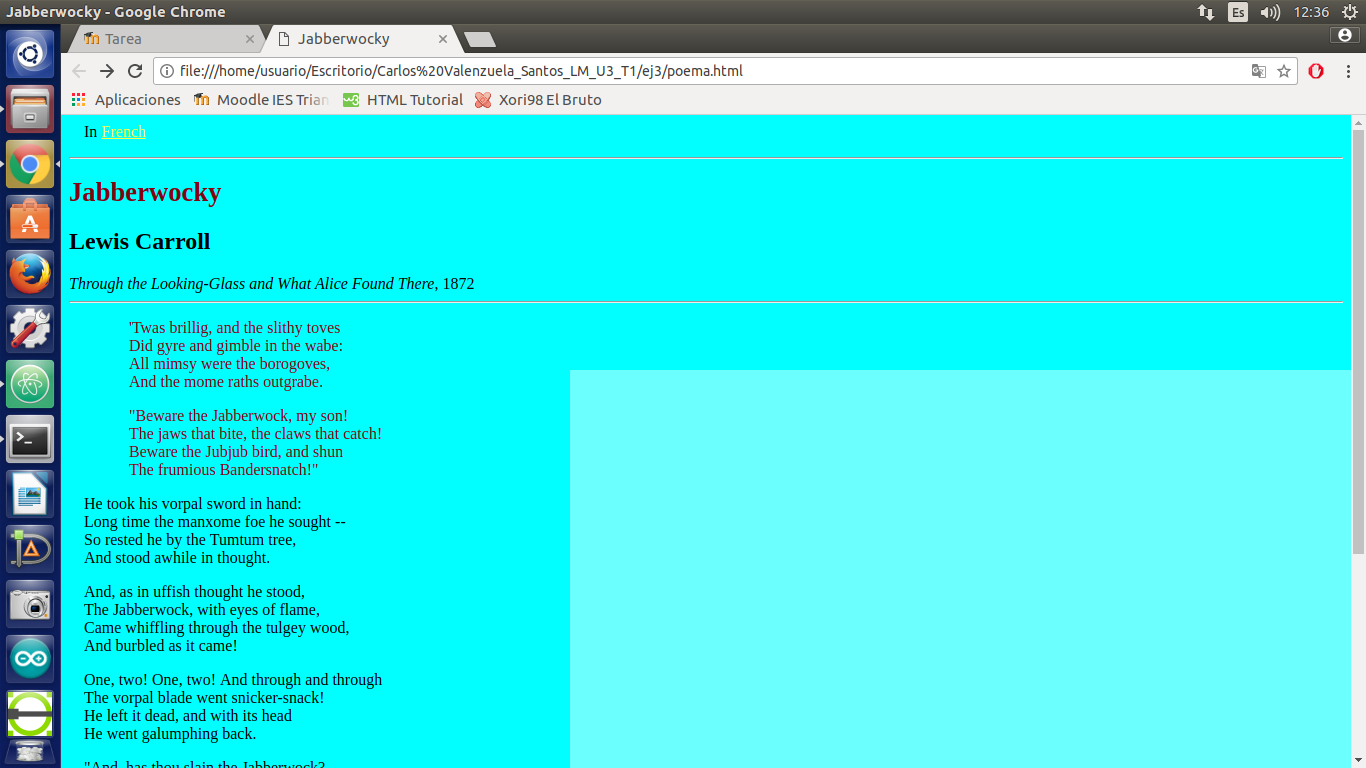 Jabberwocky - Google Chrome
Es
12:36
Tarea
Jabberwocky
file:///home/usuario/Escritorio/Carlos%20Valenzuela_Santos_LM_U3_T1/ej3/poema.html
Aplicaciones
Moodle IES Trian
HTML Tutorial
Xori98 El Bruto
In French
Jabberwocky
Lewis Carroll
Through the Looking-Glass and What Alice Found There, 1872
'Twas brillig, and the slithy toves
Did gyre and gimble in the wabe:
All mimsy were the borogoves,
And the mome raths outgrabe.
"Beware the Jabberwock, my son!
The jaws that bite, the claws that catch!
Beware the Jubjub bird, and shun
The frumious Bandersnatch!"
He took his vorpal sword in hand:
Long time the manxome foe he sought --
So rested he by the Tumtum tree,
And stood awhile in thought.
And, as in uffish thought he stood,
The Jabberwock, with eyes of flame,
Came whiffling through the tulgey wood,
And burbled as it came!
One, two! One, two! And through and through
The vorpal blade went snicker-snack!
He left it dead, and with its head
He went galumphing back.
"And, has thou slain the Jabberwock?